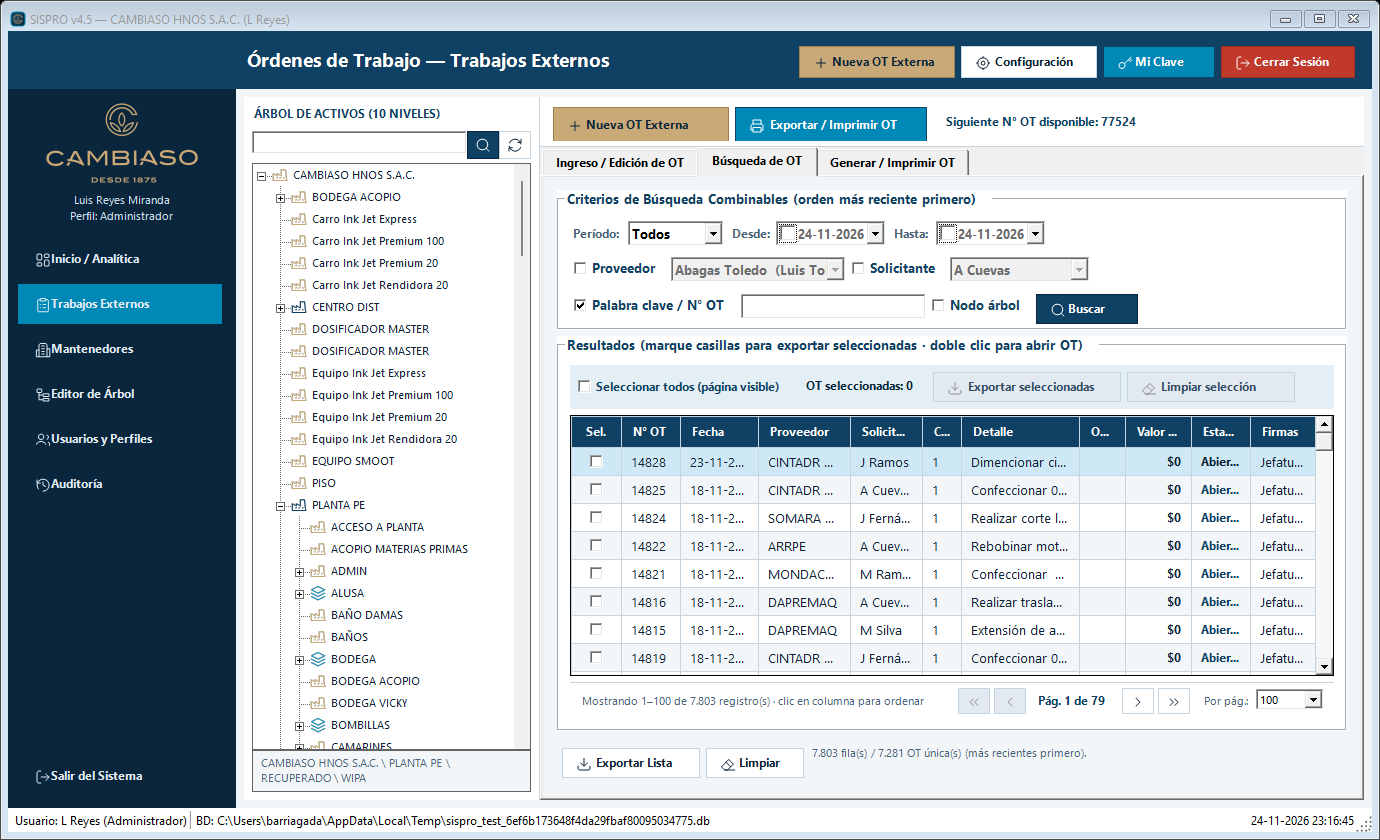 SISPRO v4.5 — CAMBIASO HNOS S.A.C. (L Reyes)
Órdenes de Trabajo — Trabajos Externos
+ Nueva OT Externa
Configuración
Mi Clave
Cerrar Sesión
CAMBIASO
DESDE 1875
Luis Reyes Miranda
Perfil: Administrador
Inicio / Analítica
Trabajos Externos
Mantenedores
Editor de Árbol
Usuarios y Perfiles
Auditoría
Salir del Sistema
ÁRBOL DE ACTIVOS (10 NIVELES)
CAMBIASO HNOS S.A.C.
BODEGA ACOPIO
Carro Ink Jet Express
Carro Ink Jet Premium 100
Carro Ink Jet Premium 20
Carro Ink Jet Rendidora 20
CENTRO DIST
DOSIFICADOR MASTER
DOSIFICADOR MASTER
Equipo Ink Jet Express
Equipo Ink Jet Premium 100
Equipo Ink Jet Premium 20
Equipo Ink Jet Rendidora 20
EQUIPO SMOOT
PISO
PLANTA PE
ACCESO A PLANTA
ACOPIO MATERIAS PRIMAS
ADMIN
ALUSA
BAÑO DAMAS
BAÑOS
BODEGA
BODEGA ACOPIO
BODEGA VICKY
BOMBILLAS
CAMARINES
CAMBIASO HNOS S.A.C. \ PLANTA PE \
RECUPERADO \ WIPA
+ Nueva OT Externa
Exportar / Imprimir OT
Siguiente N° OT disponible: 77524
Ingreso / Edición de OT
Búsqueda de OT
Generar / Imprimir OT
Criterios de Búsqueda Combinables (orden más reciente primero)
Período: Todos Desde: 24-11-2026 Hasta: 24-11-2026
Proveedor Abagas Toledo (Luis To Solicitante A Cuevas
Palabra clave / N° OT Nodo árbol Buscar
Resultados (marque casillas para exportar seleccionadas · doble clic para abrir OT)
Seleccionar todos (página visible) OT seleccionadas: 0 Exportar seleccionadas Limpiar selección
Sel. N° OT Fecha Proveedor Solicit... C... Detalle O... Valor ... Esta... Firmas
14828 23-11-2... CINTADR ... J Ramos 1 Dimencionar ci... $0 Abier... Jefatu...
14825 18-11-2... CINTADR ... A Cuev... 1 Confeccionar 0... $0 Abier... Jefatu...
14824 18-11-2... SOMARA ... J Ferná... 1 Realizar corte l... $0 Abier... Jefatu...
14822 18-11-2... ARRPE A Cuev... 1 Rebobinar mot... $0 Abier... Jefatu...
14821 18-11-2... MONDAC... M Ram... 1 Confeccionar ... $0 Abier... Jefatu...
14816 18-11-2... DAPREMAQ A Cuev... 1 Realizar trasla... $0 Abier... Jefatu...
14815 18-11-2... DAPREMAQ M Silva 1 Extensión de a... $0 Abier... Jefatu...
14819 18-11-2... CINTADR ... J Ferná... 1 Confeccionar 0... $0 Abier... Jefatu...
Mostrando 1–100 de 7.803 registro(s) · clic en columna para ordenar « ‹ Pág. 1 de 79 › » Por pág.: 100
Exportar Lista Limpiar 7.803 fila(s) / 7.281 OT única(s) (más recientes primero).
Usuario: L Reyes (Administrador) BD: C:\Users\barriagada\AppData\Local\Temp\sispro_test_6ef6b173648f4da29fbaf80095034775.db 24-11-2026 23:16:45